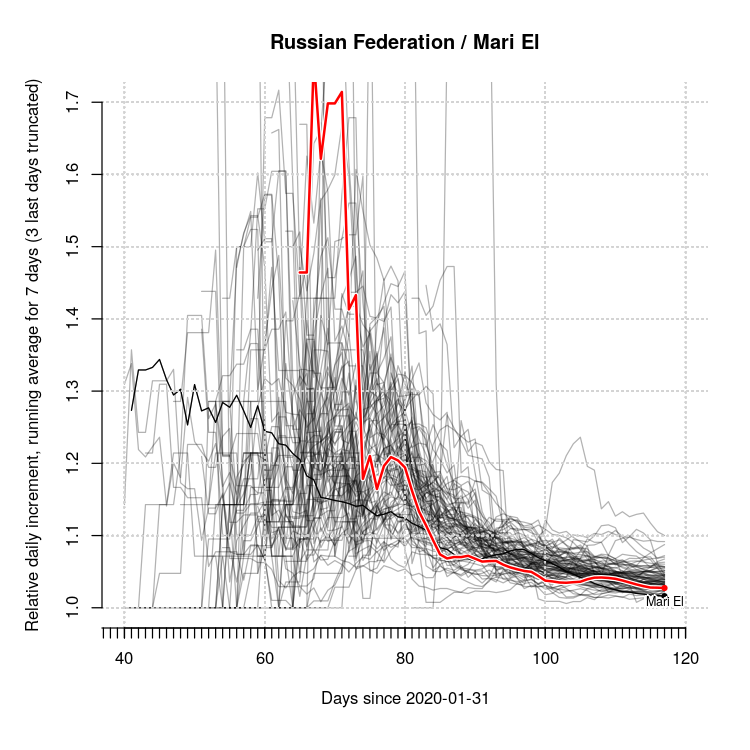 Russian Federation / Mari El
Relative daily increment, running average for 7 days (3 last days truncated)
1.7
1.6
1.5
1.4
1.3
1.2
1.1
1.0
Mari El
40 60 80 100 120
Days since 2020-01-31